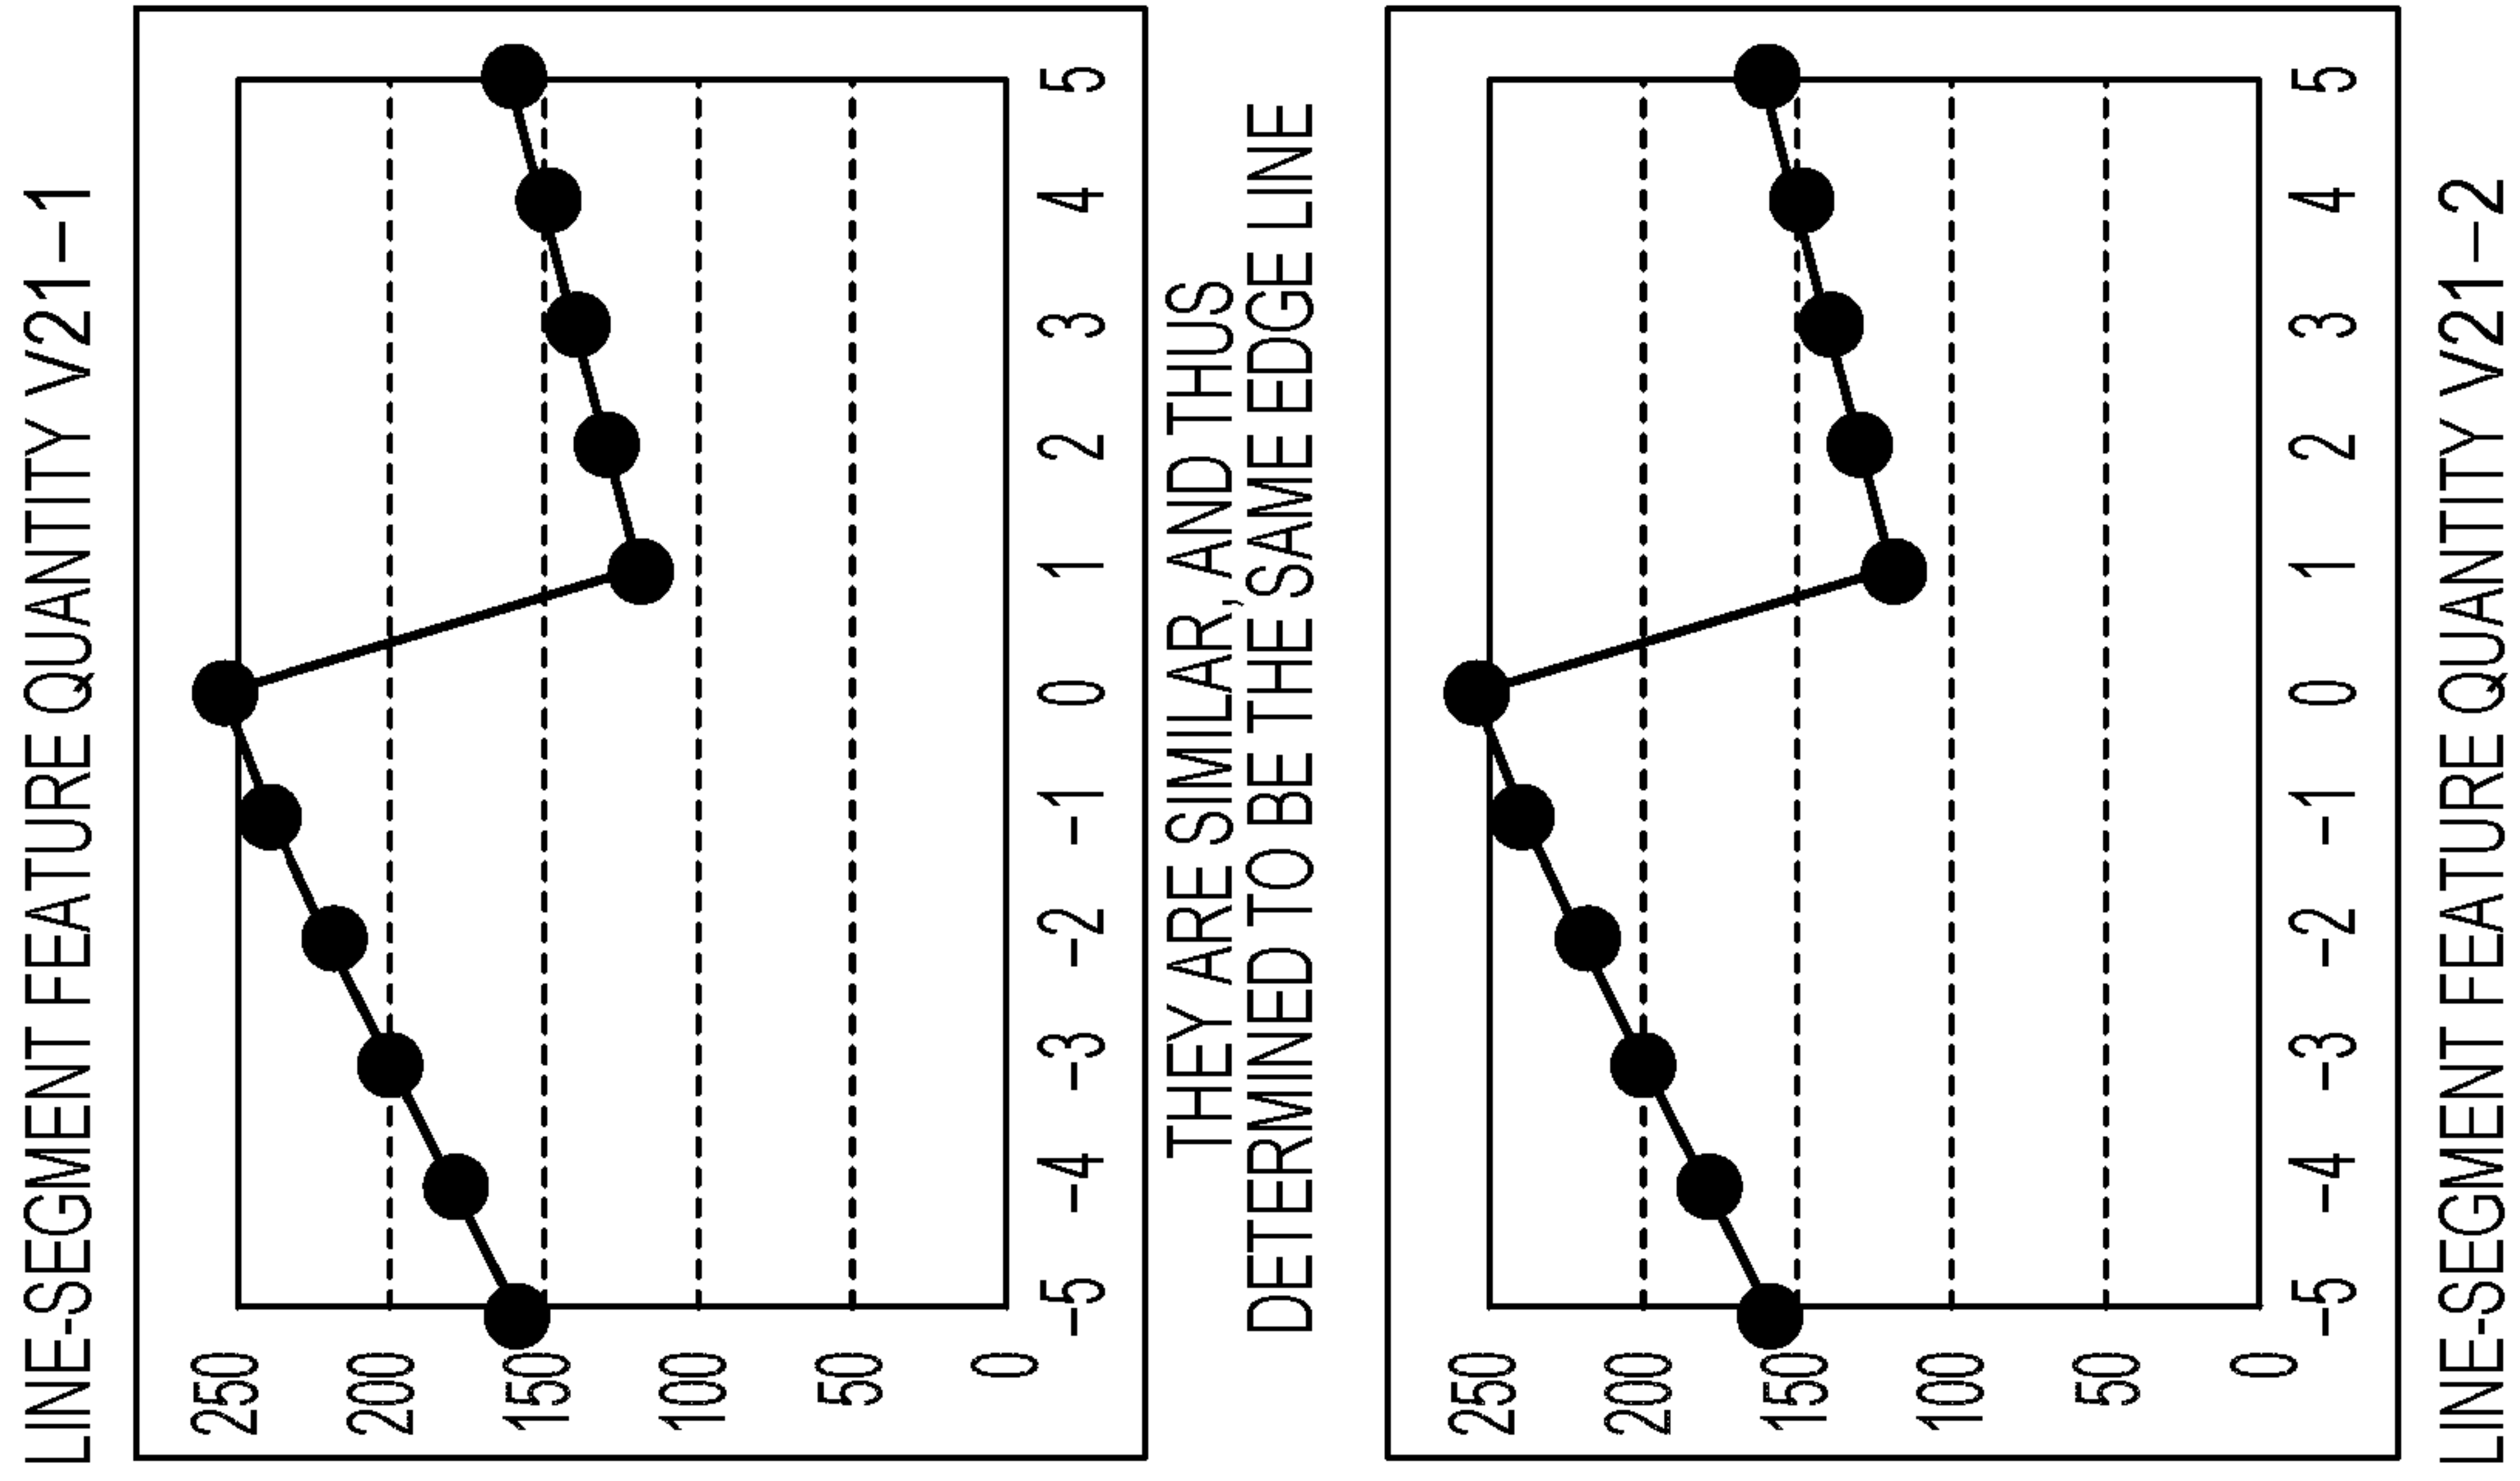 LINE-SEGMENT FEATURE QUANTITY V21-1
250
200
150
100
50
0
-5 -4 -3 -2 -1 0 1 2 3 4 5
THEY ARE SIMILAR, AND THUS
DETERMINED TO BE THE SAME EDGE LINE
250
200
150
100
50
0
-5 -4 -3 -2 -1 0 1 2 3 4 5
LINE-SEGMENT FEATURE QUANTITY V21-2